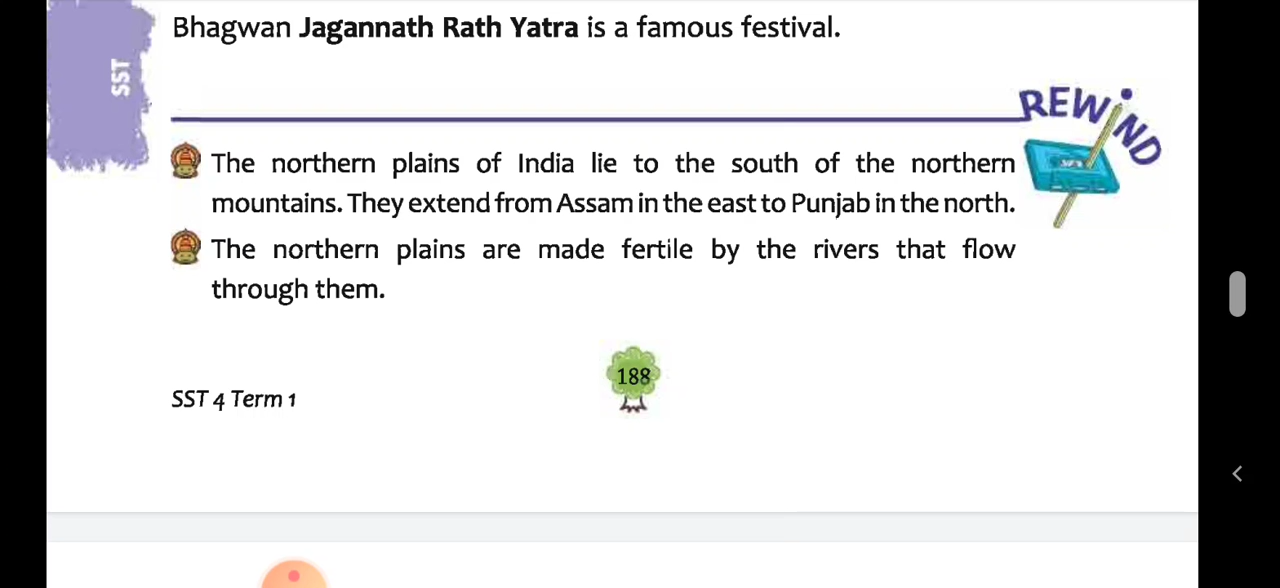 Bhagwan Jagannath Rath Yatra is a famous festival.
SST
REWiND
The northern plains of India lie to the south of the northern
mountains. They extend from Assam in the east to Punjab in the north.
The northern plains are made fertile by the rivers that flow
through them.
188
SST 4 Term 1